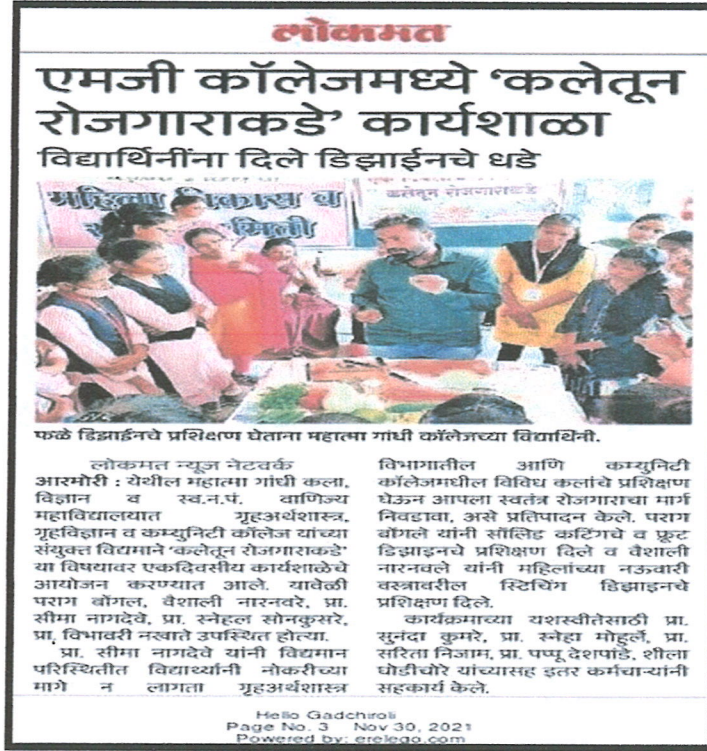 लोकमत
एमजी कॉलेजमध्ये 'कलेतून
रोजगाराकडे' कार्यशाळा
विद्यार्थिनींना दिले डिझाईनचे धडे
महिला विकास व
मिती
कलेतून रोजगाराकडे
फळे डिझाईनचे प्रशिक्षण घेताना महात्मा गांधी कॉलेजच्या विद्यार्थिनी.
लोकमत न्यूज नेटवर्क
आरमोरी : येथील महात्मा गांधी कला,
विज्ञान व स्व.न.पं. वाणिज्य
महाविद्यालयात गृहअर्थशास्त्र,
गृहविज्ञान व कम्युनिटी कॉलेज यांच्या
संयुक्त विद्यमाने 'कलेतून रोजगाराकडे'
या विषयावर एकदिवसीय कार्यशाळेचे
आयोजन करण्यात आले. यावेळी
पराग बोंगल, वैशाली नारनवरे, प्रा.
सीमा नागदेवे, प्रा. स्नेहल सोनकुसरे,
प्रा. विभावरी नखाते उपस्थित होत्या.
प्रा. सीमा नागदेवे यांनी विद्यमान
परिस्थितीत विद्यार्थ्यांनी नोकरीच्या
मागे न लागता गृहअर्थशास्त्र
विभागातील आणि कम्युनिटी
कॉलेजमधील विविध कलांचे प्रशिक्षण
घेऊन आपला स्वतंत्र रोजगाराचा मार्ग
निवडावा, असे प्रतिपादन केले. पराग
बोंगले यांनी सॉलिड कटिंगचे व फ्रूट
डिझाइनचे प्रशिक्षण दिले व वैशाली
नारनवले यांनी महिलांच्या नऊवारी
वस्त्रावरील स्टिचिंग डिझाइनचे
प्रशिक्षण दिले.
कार्यक्रमाच्या यशस्वीतेसाठी प्रा.
सुनंदा कुमरे, प्रा. स्नेहा मोहुर्ले, प्रा.
सरिता निजाम, प्रा. पप्पू देशपांडे, शीला
घोडीचोरे यांच्यासह इतर कर्मचाऱ्यांनी
सहकार्य केले.
Hello Gadchiroli
Page No. 3 Nov 30, 2021
Powered by: erelego.com